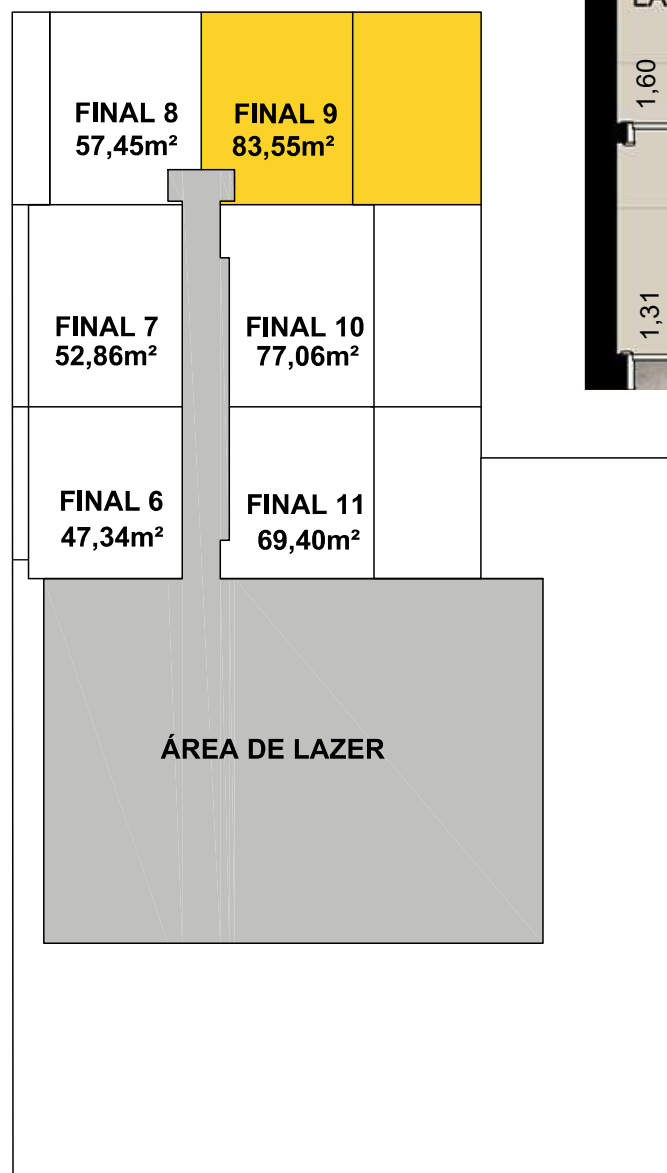 FINAL 8
57,45m²
FINAL 9
83,55m²
FINAL 7
52,86m²
FINAL 10
77,06m²
FINAL 6
47,34m²
FINAL 11
69,40m²
ÁREA DE LAZER
1,60
1,31